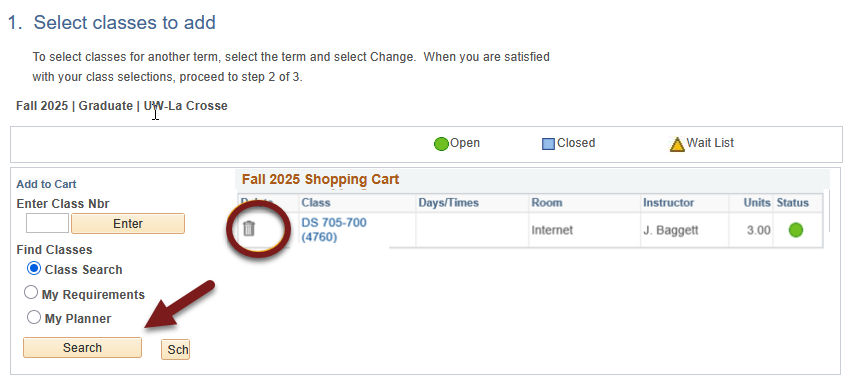 1. Select classes to add
To select classes for another term, select the term and select Change. When you are satisfied
with your class selections, proceed to step 2 of 3.
Fall 2025 | Graduate | UW-La Crosse
Open Closed Wait List
Add to Cart
Enter Class Nbr
Enter
Find Classes
Class Search
My Requirements
My Planner
Search Sch
Fall 2025 Shopping Cart
Class Days/Times Room Instructor Units Status
DS 705-700 Internet J. Baggett 3.00
(4760)